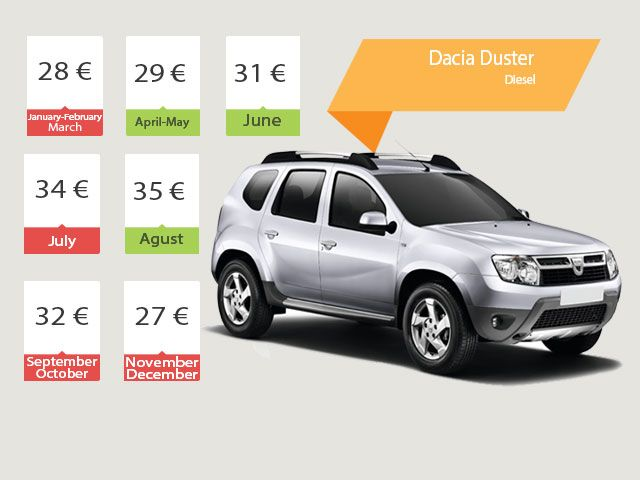 28 €
29 €
31 €
Dacia Duster
Diesel
January-February
March
April-May
June
34 €
35 €
July
Agust
32 €
27 €
September
October
November
December